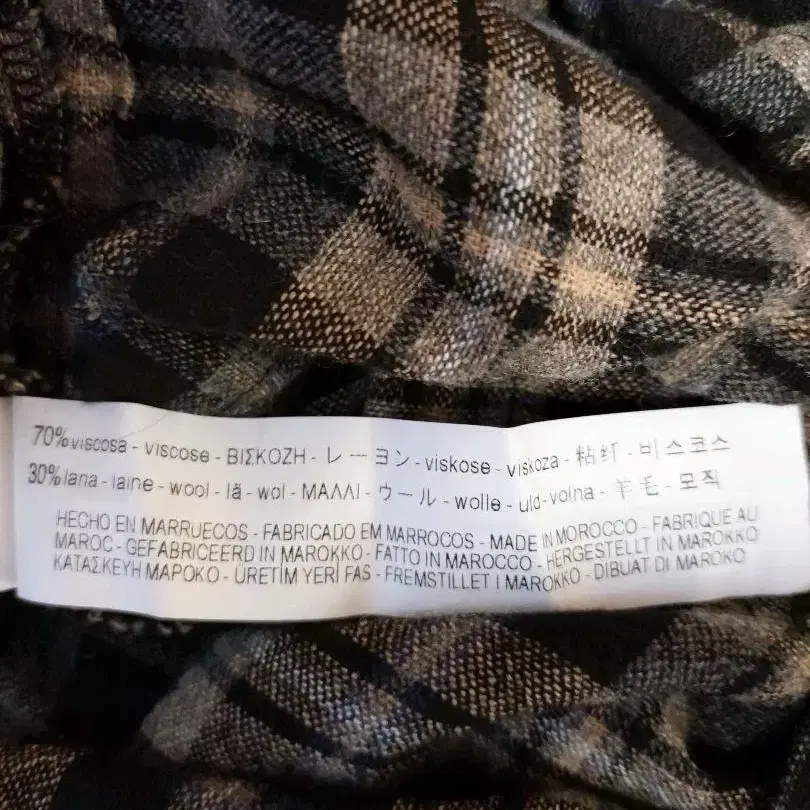 70% viscosa - viscose - ΒΙΣΚΟΖΗ - レーヨン - viskose - viskoza - 粘纤 - 비스코스
30% lana - laine - wool - lã - wol - ΜΑΛΛΙ - ウール - wolle - uld - volna - 羊毛 - 모직
HECHO EN MARRUECOS - FABRICADO EM MARROCOS - MADE IN MOROCCO - FABRIQUE AU
MAROC - GEFABRICEERD IN MAROKKO - FATTO IN MAROCCO - HERGESTELLT IN MAROKKO
ΚΑΤΑΣΚΕΥΗ ΜΑΡΟΚΟ - ÜRETİM YERİ FAS - FREMSTILLET I MAROKKO - DIBUAT DI MAROKO